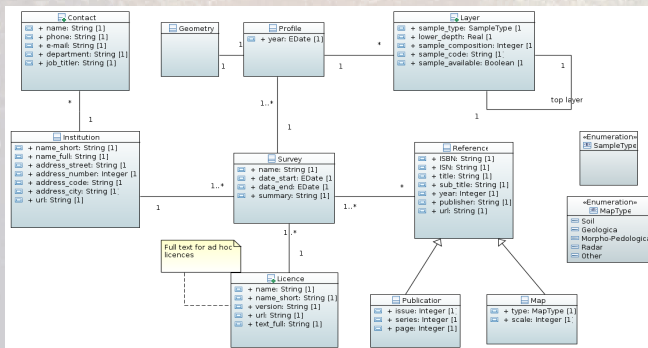 Contact
+ name: String [1]
+ phone: String [1]
+ e-mail: String [1]
+ department: String [1]
+ job_titler: String [1]
Geometry
1
1
Profile
+ year: EDate [1]
1
*
Layer
+ sample_type: SampleType [1]
+ lower_depth: Real [1]
+ sample_composition: Integer [1]
+ sample_code: String [1]
+ sample_available: Boolean [1]
1
top layer
1
*
1
1..*
1
Institution
+ name_short: String [1]
+ name_full: String [1]
+ address_street: String [1
+ address_number: Integer [1
+ address_code: String [1]
+ address_city: String [1]
+ url: String [1]
1
1..*
Survey
+ name: String [1]
+ date_start: EDate [1]
+ data_end: EDate [1]
+ summary: String [1]
*
1..*
Reference
+ ISBN: String [1]
+ ISN: String [1]
+ title: String [1]
+ sub_title: String [1]
+ year: Integer [1]
+ publisher: String [1]
+ url: String [1]
«Enumeration»
SampleType
«Enumeration»
MapType
Soil
Geologica
Morpho-Pedologica
Radar
Other
1..*
1
Full text for ad hoc
licences
Licence
+ name: String [1]
+ name_short: String [1]
+ version: String [1]
+ url: String [1]
+ text_full: String [1]
Publication
+ issue: Integer [1]
+ series: Integer [1]
+ page: Integer [1]
Map
+ type: MapType [1]
+ scale: Integer [1]